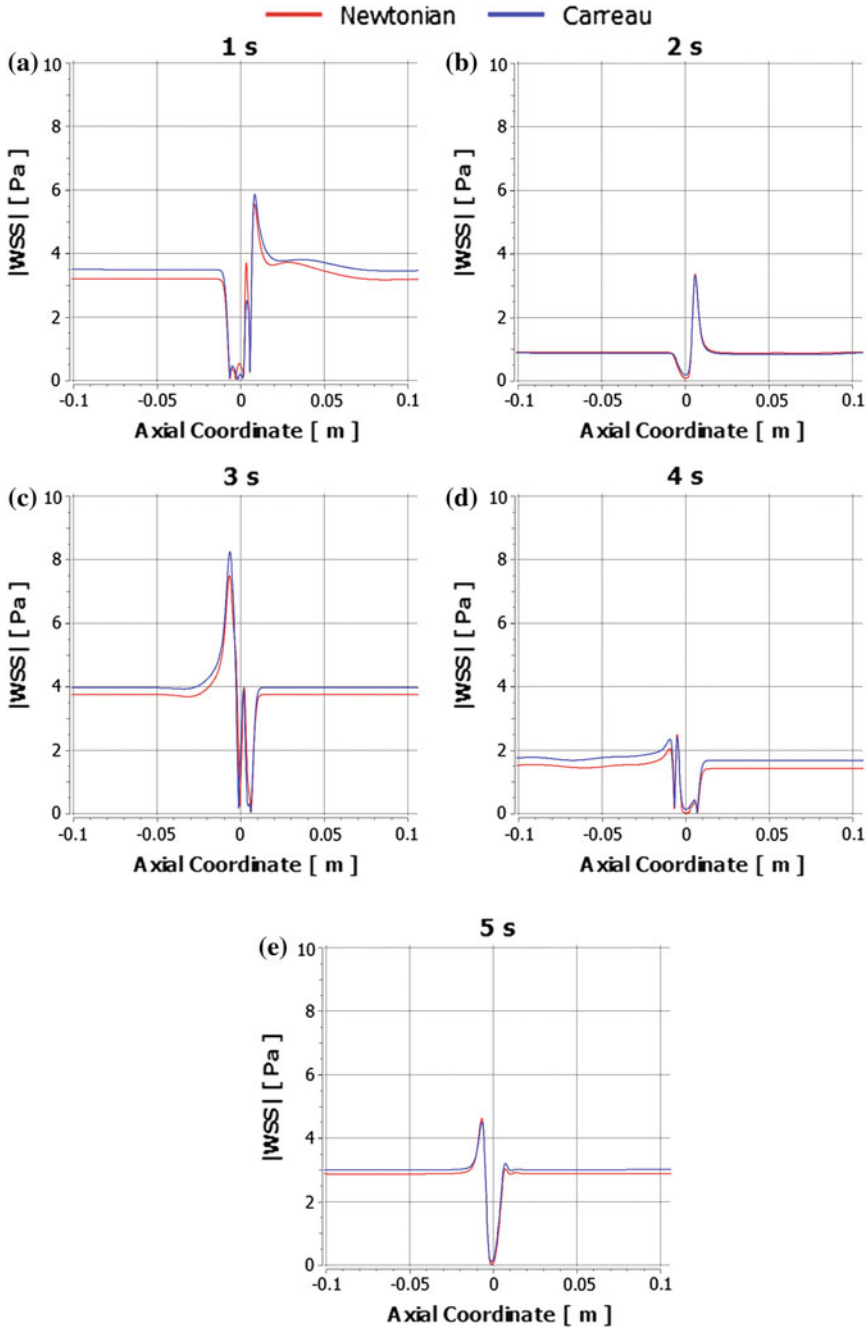 Newtonian Carreau
(a) 1 s
10
8
6
4
2
0
|WSS| [ Pa ]
-0.1 -0.05 0 0.05 0.1
Axial Coordinate [ m ]
(b) 2 s
10
8
6
4
2
0
|WSS| [ Pa ]
-0.1 -0.05 0 0.05 0.1
Axial Coordinate [ m ]
(c) 3 s
10
8
6
4
2
0
|WSS| [ Pa ]
-0.1 -0.05 0 0.05 0.1
Axial Coordinate [ m ]
(d) 4 s
10
8
6
4
2
0
|WSS| [ Pa ]
-0.1 -0.05 0 0.05 0.1
Axial Coordinate [ m ]
(e) 5 s
10
8
6
4
2
0
|WSS| [ Pa ]
-0.1 -0.05 0 0.05 0.1
Axial Coordinate [ m ]